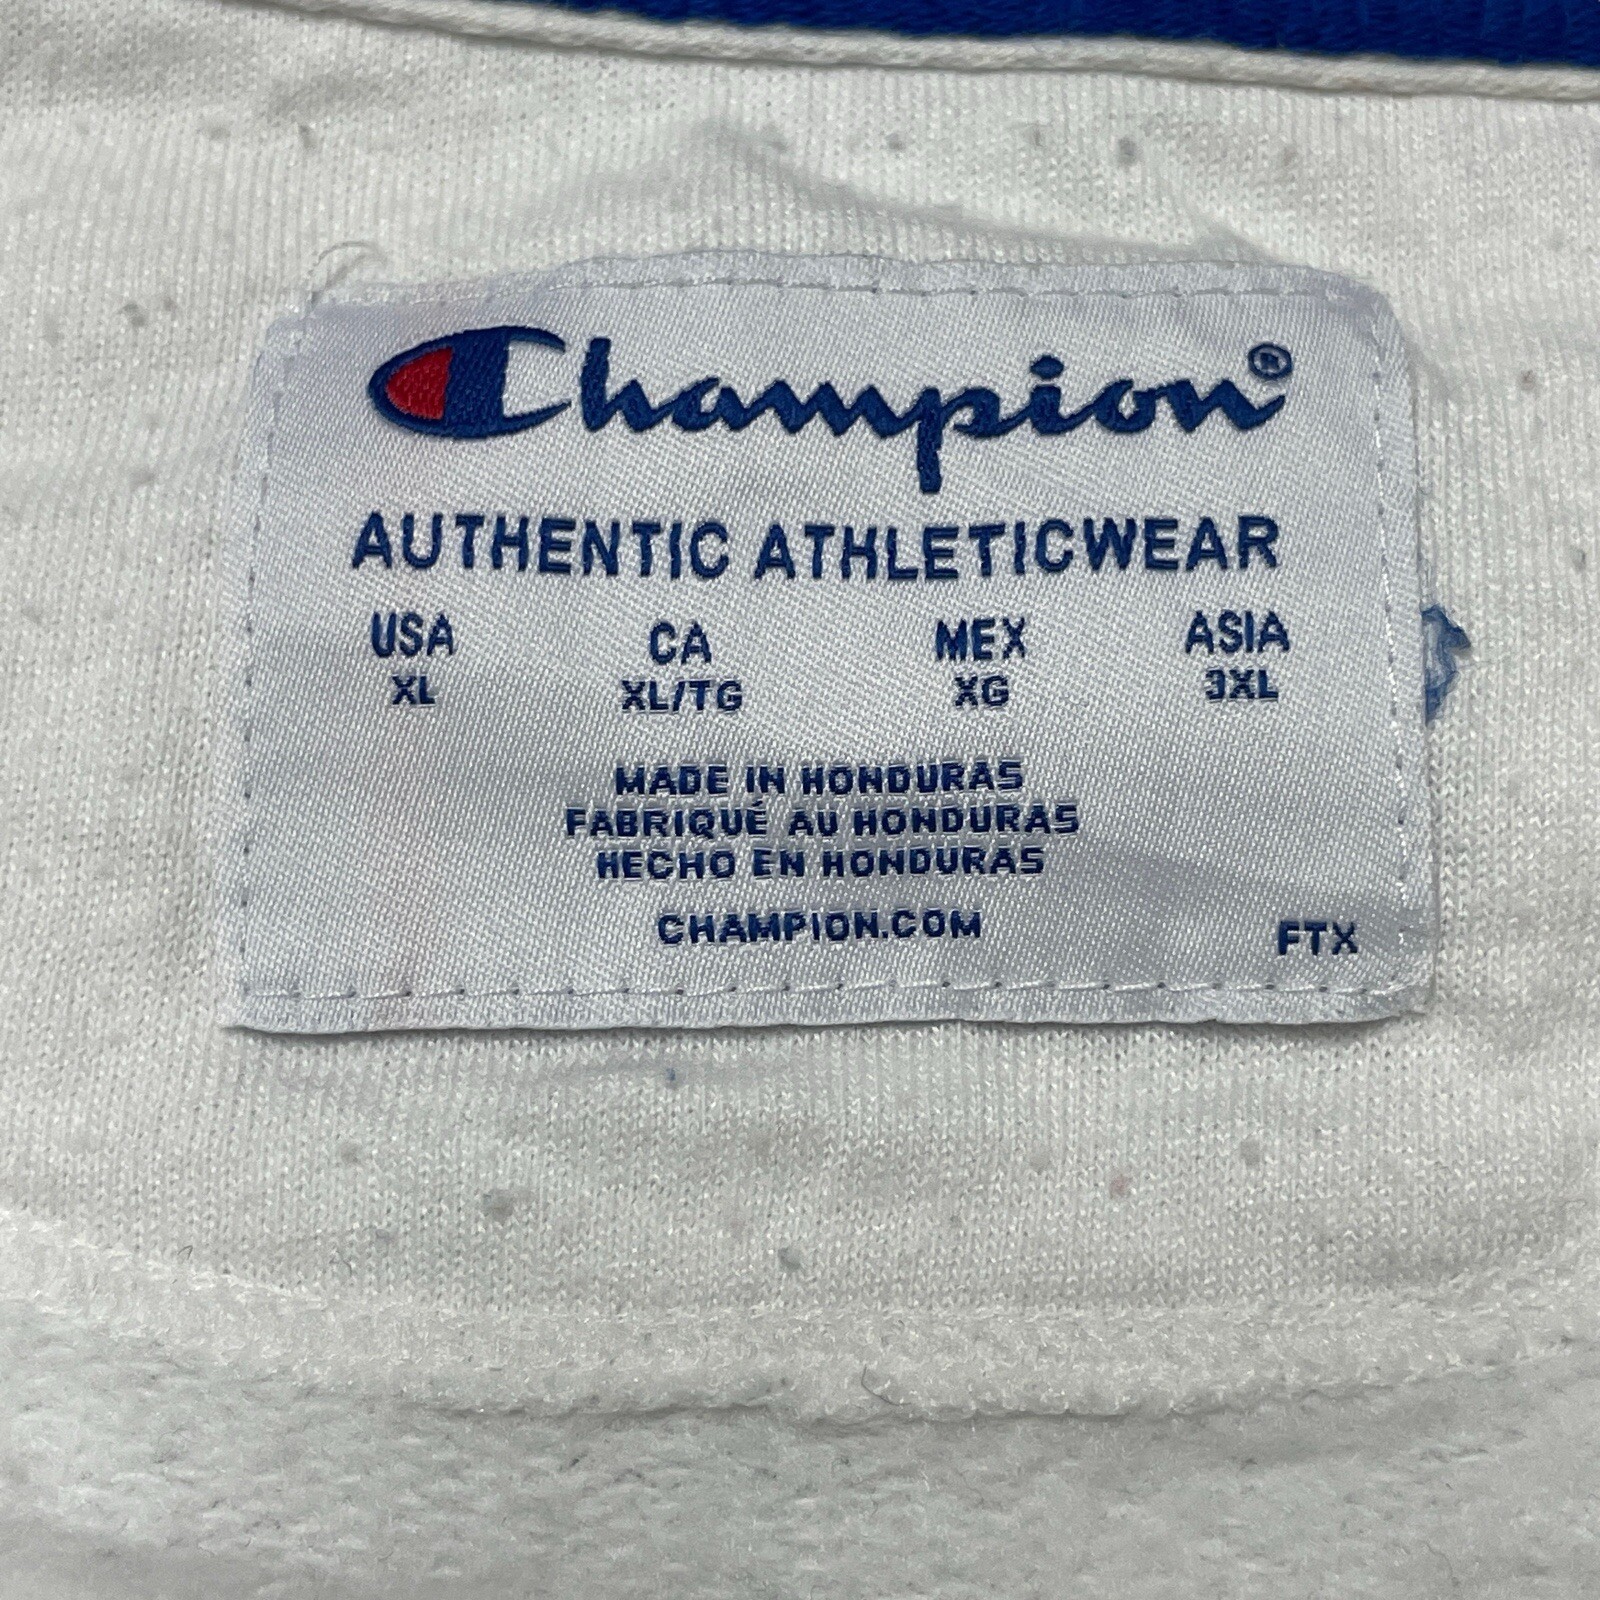 Champion®
AUTHENTIC ATHLETICWEAR
USA CA MEX ASIA
XL XL/TG XG 3XL
MADE IN HONDURAS
FABRIQUÉ AU HONDURAS
HECHO EN HONDURAS
CHAMPION.COM FTX